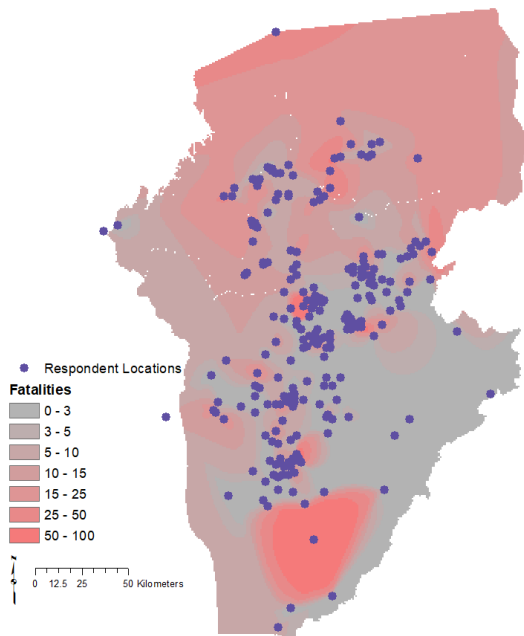 Respondent Locations
Fatalities
0 - 3
3 - 5
5 - 10
10 - 15
15 - 25
25 - 50
50 - 100
0 12.5 25 50 Kilometers